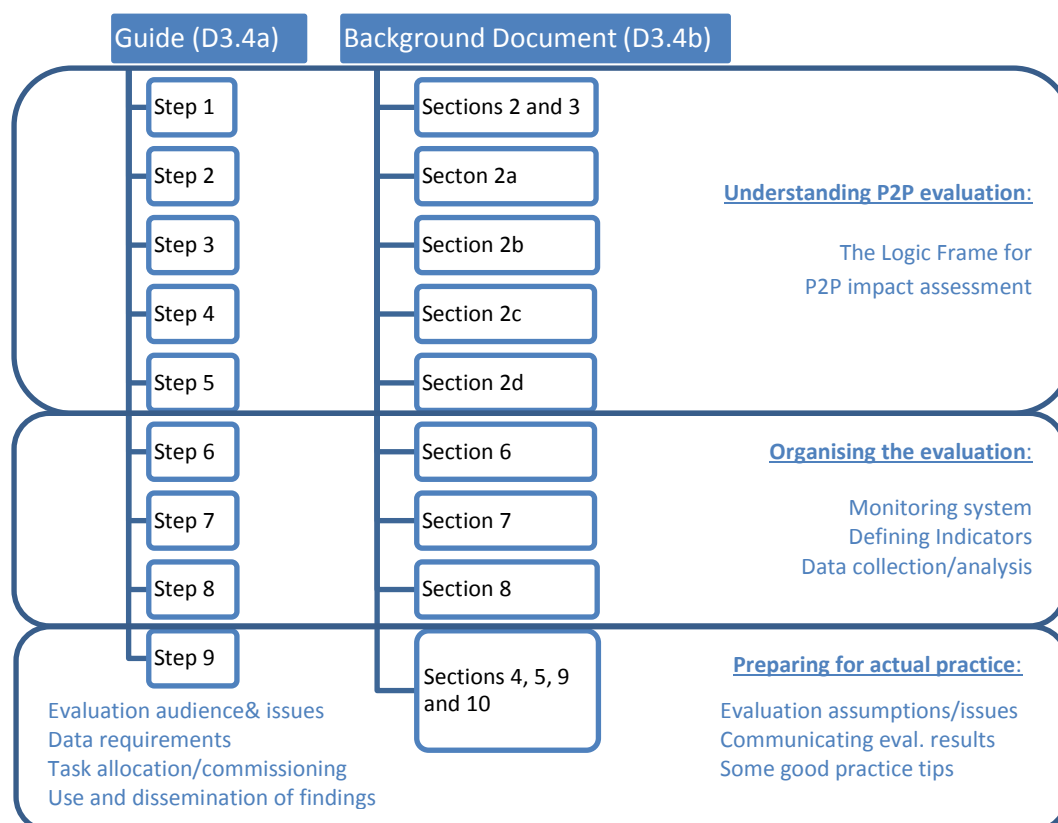 Guide (D3.4a)
Background Document (D3.4b)
Step 1
Sections 2 and 3
Step 2
Secton 2a
Understanding P2P evaluation:
Step 3
Section 2b
The Logic Frame for
P2P impact assessment
Step 4
Section 2c
Step 5
Section 2d
Step 6
Section 6
Organising the evaluation:
Step 7
Section 7
Monitoring system
Defining Indicators
Data collection/analysis
Step 8
Section 8
Step 9
Sections 4, 5, 9
and 10
Preparing for actual practice:
Evaluation audience& issues
Data requirements
Task allocation/commissioning
Use and dissemination of findings
Evaluation assumptions/issues
Communicating eval. results
Some good practice tips